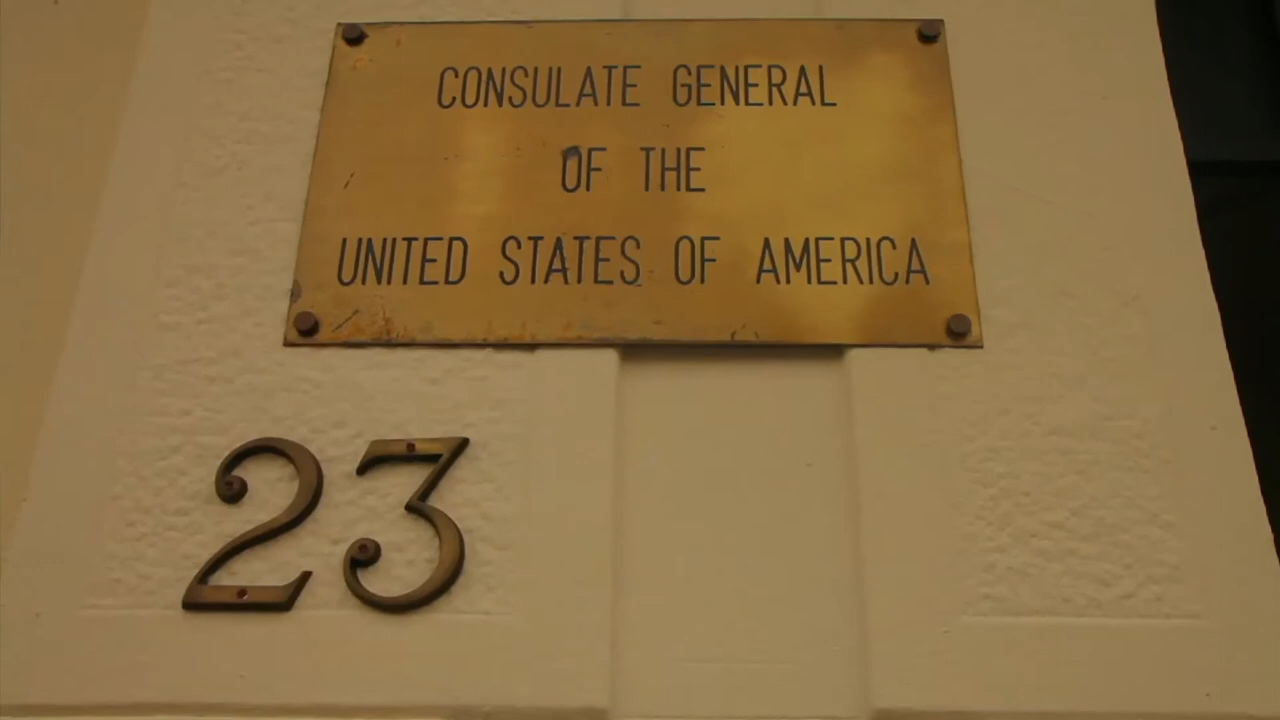 CONSULATE GENERAL
OF THE
UNITED STATES OF AMERICA
23